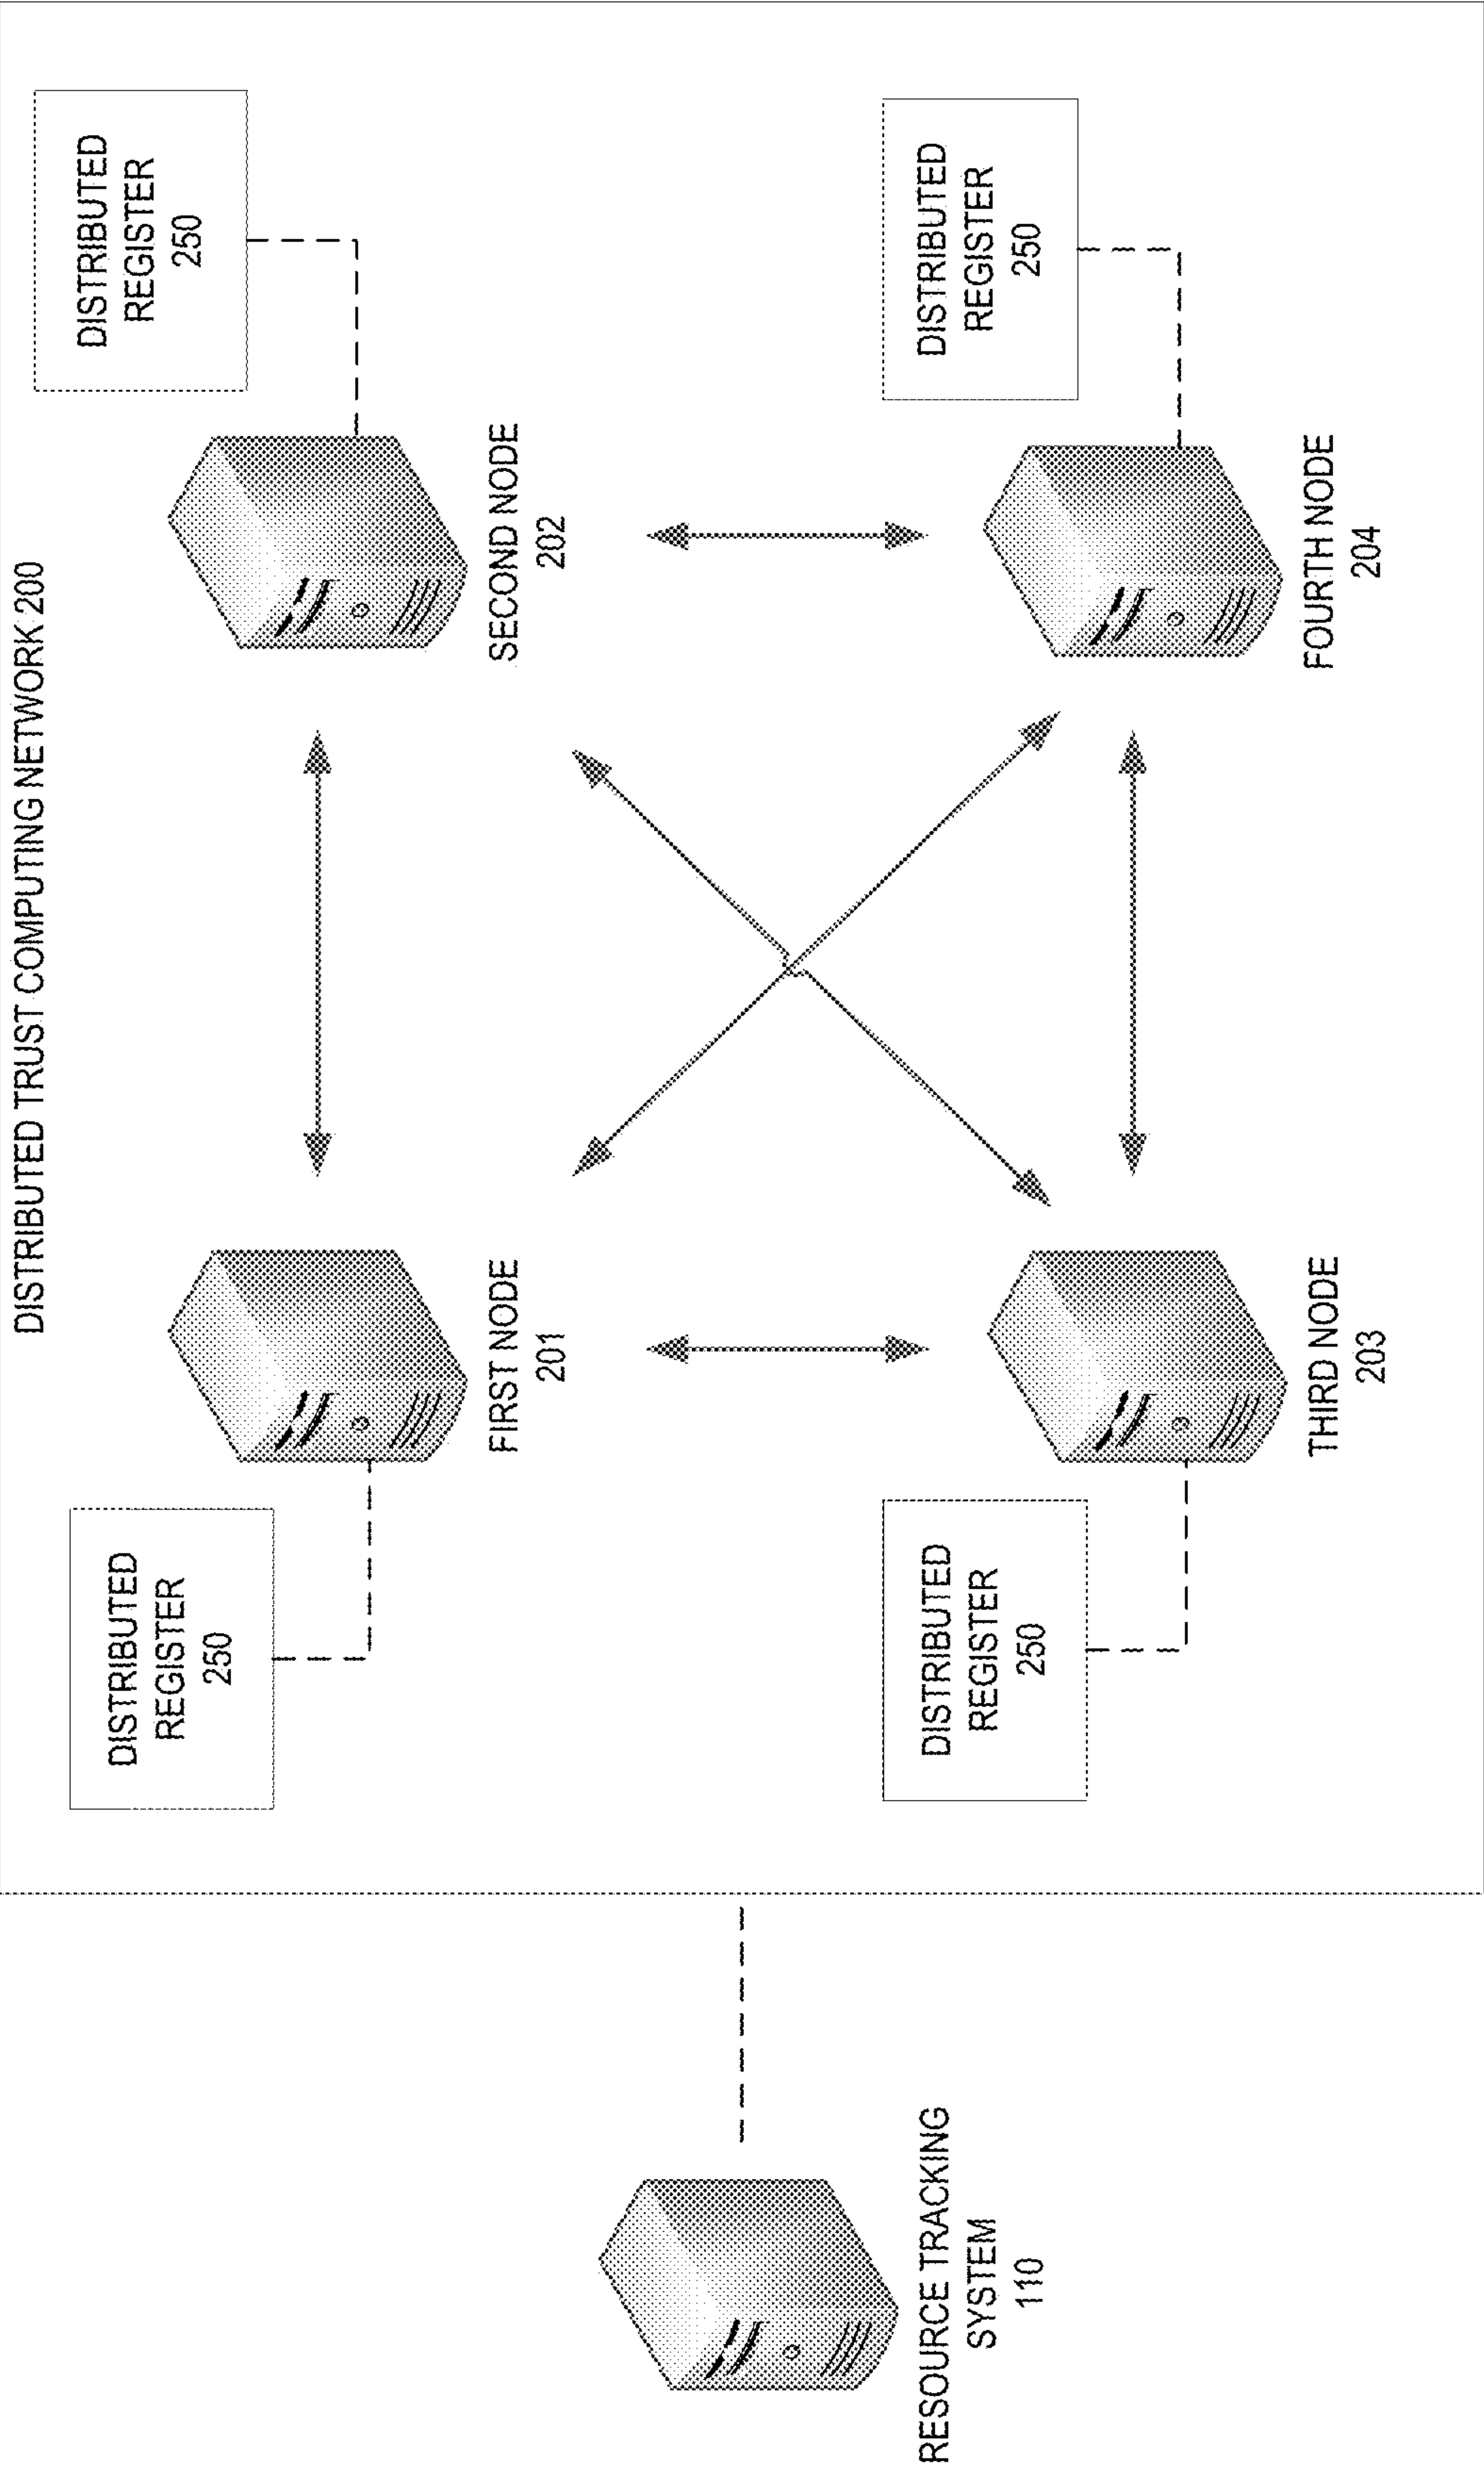 DISTRIBUTED TRUST COMPUTING NETWORK 200
DISTRIBUTED
REGISTER
250
DISTRIBUTED
REGISTER
250
FIRST NODE
201
SECOND NODE
202
RESOURCE TRACKING
SYSTEM
110
DISTRIBUTED
REGISTER
250
DISTRIBUTED
REGISTER
250
THIRD NODE
203
FOURTH NODE
204